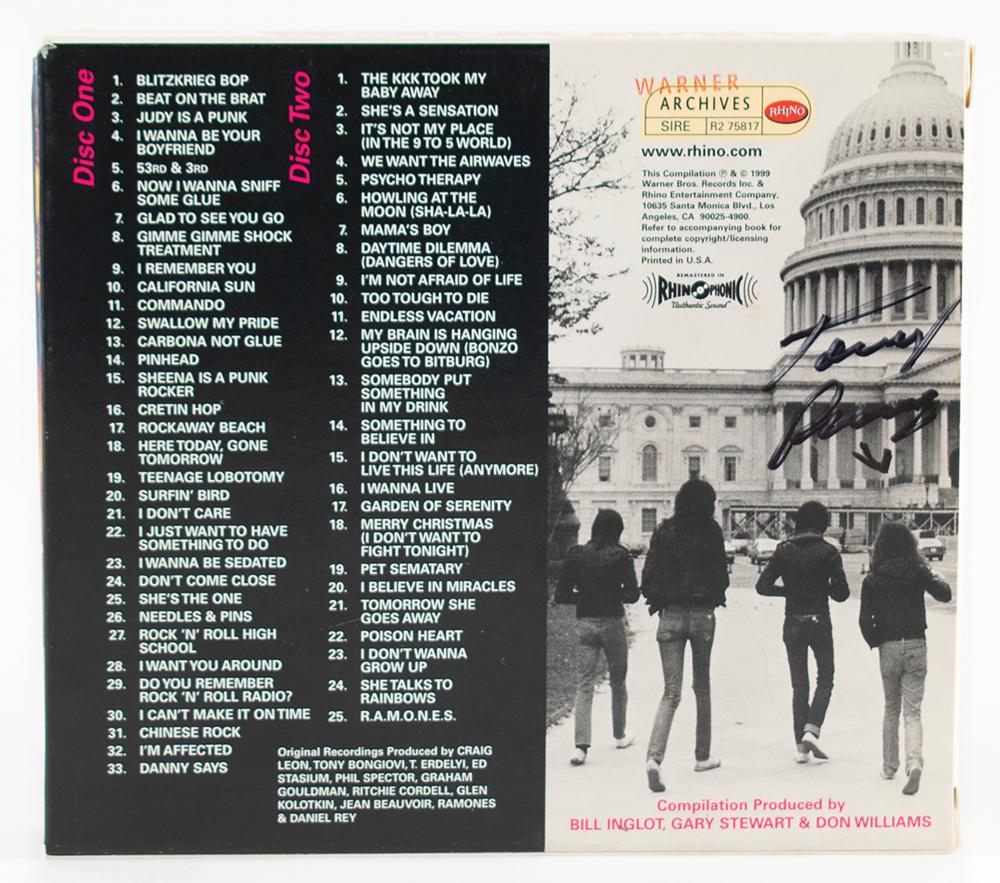 Disc One
1. BLITZKRIEG BOP
2. BEAT ON THE BRAT
3. JUDY IS A PUNK
4. I WANNA BE YOUR
BOYFRIEND
5. 53RD & 3RD
6. NOW I WANNA SNIFF
SOME GLUE
7. GLAD TO SEE YOU GO
8. GIMME GIMME SHOCK
TREATMENT
9. I REMEMBER YOU
10. CALIFORNIA SUN
11. COMMANDO
12. SWALLOW MY PRIDE
13. CARBONA NOT GLUE
14. PINHEAD
15. SHEENA IS A PUNK
ROCKER
16. CRETIN HOP
17. ROCKAWAY BEACH
18. HERE TODAY, GONE
TOMORROW
19. TEENAGE LOBOTOMY
20. SURFIN' BIRD
21. I DON'T CARE
22. I JUST WANT TO HAVE
SOMETHING TO DO
23. I WANNA BE SEDATED
24. DON'T COME CLOSE
25. SHE'S THE ONE
26. NEEDLES & PINS
27. ROCK 'N' ROLL HIGH
SCHOOL
28. I WANT YOU AROUND
29. DO YOU REMEMBER
ROCK 'N' ROLL RADIO?
30. I CAN'T MAKE IT ON TIME
31. CHINESE ROCK
32. I'M AFFECTED
33. DANNY SAYS
Disc Two
1. THE KKK TOOK MY
BABY AWAY
2. SHE'S A SENSATION
3. IT'S NOT MY PLACE
(IN THE 9 TO 5 WORLD)
4. WE WANT THE AIRWAVES
5. PSYCHO THERAPY
6. HOWLING AT THE
MOON (SHA-LA-LA)
7. MAMA'S BOY
8. DAYTIME DILEMMA
(DANGERS OF LOVE)
9. I'M NOT AFRAID OF LIFE
10. TOO TOUGH TO DIE
11. ENDLESS VACATION
12. MY BRAIN IS HANGING
UPSIDE DOWN (BONZO
GOES TO BITBURG)
13. SOMEBODY PUT
SOMETHING
IN MY DRINK
14. SOMETHING TO
BELIEVE IN
15. I DON'T WANT TO
LIVE THIS LIFE (ANYMORE)
16. I WANNA LIVE
17. GARDEN OF SERENITY
18. MERRY CHRISTMAS
(I DON'T WANT TO
FIGHT TONIGHT)
19. PET SEMATARY
20. I BELIEVE IN MIRACLES
21. TOMORROW SHE
GOES AWAY
22. POISON HEART
23. I DON'T WANNA
GROW UP
24. SHE TALKS TO
RAINBOWS
25. R.A.M.O.N.E.S.
Original Recordings Produced by CRAIG
LEON, TONY BONGIOVI, T. ERDELYI, ED
STASIUM, PHIL SPECTOR, GRAHAM
GOULDMAN, RITCHIE CORDELL, GLEN
KOLOTKIN, JEAN BEAUVOIR, RAMONES
& DANIEL REY
WARNER
ARCHIVES
RHINO
SIRE R2 75817
www.rhino.com
This Compilation ℗ & © 1999
Warner Bros. Records Inc. &
Rhino Entertainment Company,
10635 Santa Monica Blvd., Los
Angeles, CA 90025-4900.
Refer to accompanying book for
complete copyright/licensing
information.
Printed in U.S.A.
REMASTERED IN
RHINOPHONIC
"Authentic Sound"
Compilation Produced by
BILL INGLOT, GARY STEWART & DON WILLIAMS